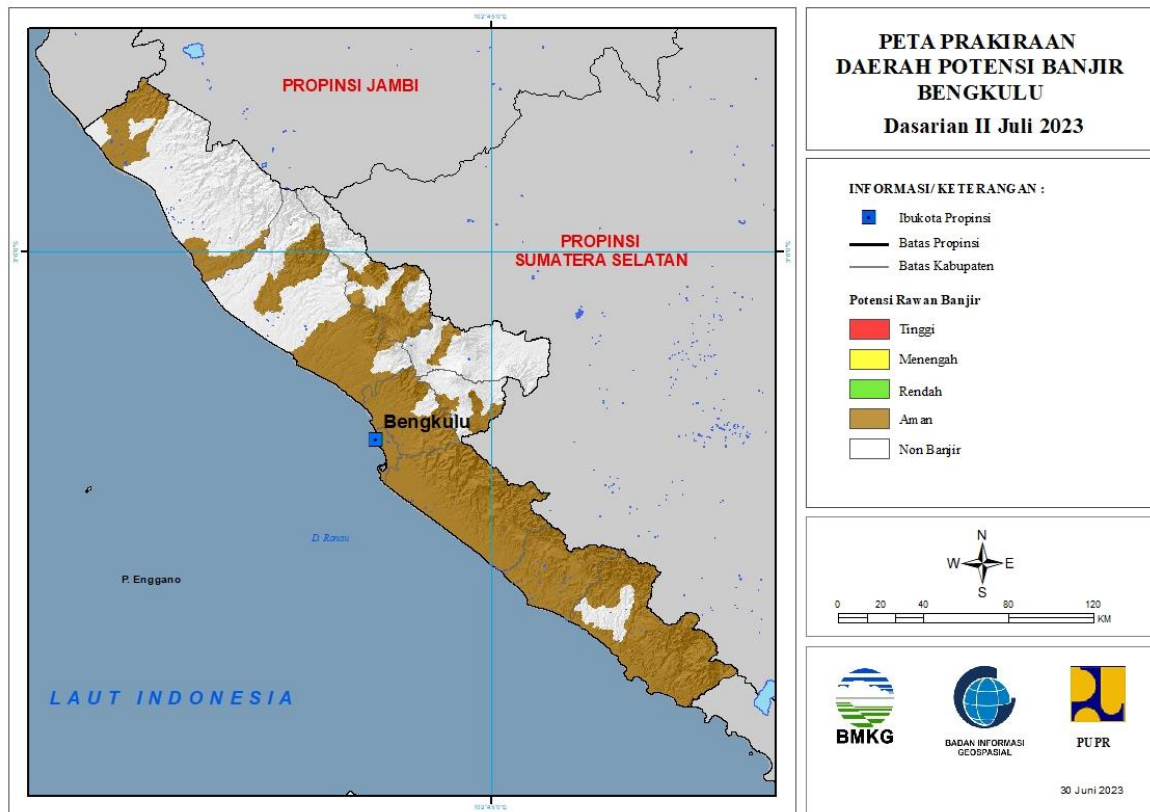 PETA PRAKIRAAN
DAERAH POTENSI BANJIR
BENGKULU
Dasarian II Juli 2023
INFORMASI/ KETERANGAN :
Ibukota Propinsi
Batas Propinsi
Batas Kabupaten
Potensi Rawan Banjir
Tinggi
Menengah
Rendah
Aman
Non Banjir
PROPINSI JAMBI
PROPINSI
SUMATERA SELATAN
Bengkulu
D. Ranau
P. Enggano
LAUT INDONESIA
N
W E
S
0 20 40 80 120
KM
BMKG
BADAN INFORMASI
GEOSPASIAL
PUPR
30 Juni 2023